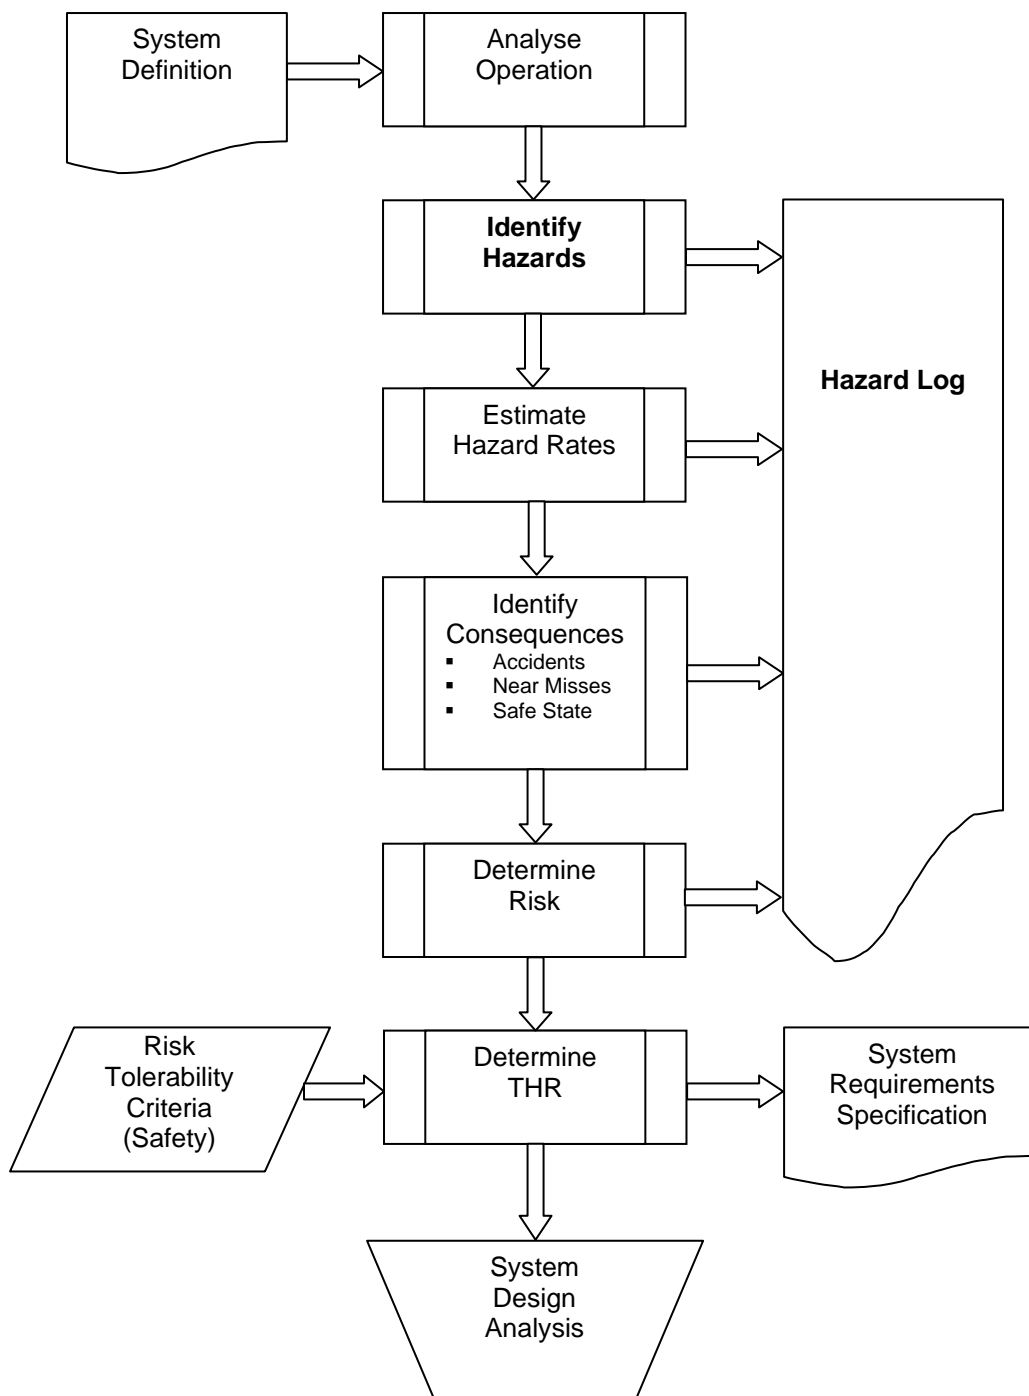 System
Definition
Analyse
Operation
Identify
Hazards
Hazard Log
Estimate
Hazard Rates
Identify
Consequences
▪ Accidents
▪ Near Misses
▪ Safe State
Determine
Risk
Risk
Tolerability
Criteria
(Safety)
Determine
THR
System
Requirements
Specification
System
Design
Analysis